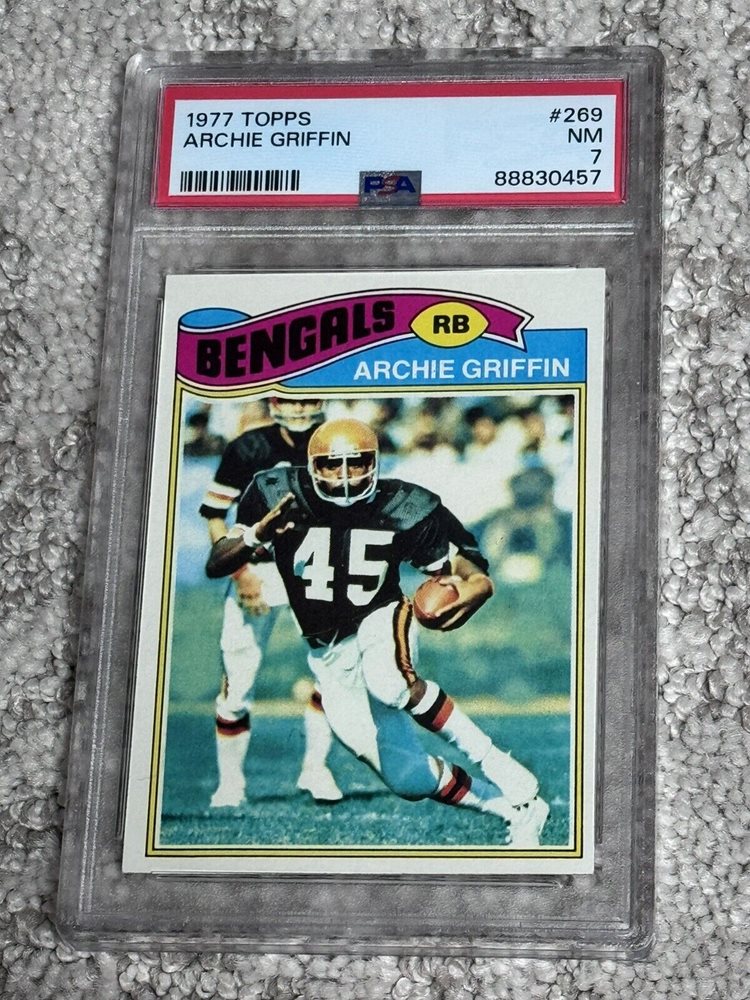 1977 TOPPS #269
ARCHIE GRIFFIN NM
7
PSA 88830457
BENGALS RB
ARCHIE GRIFFIN
45